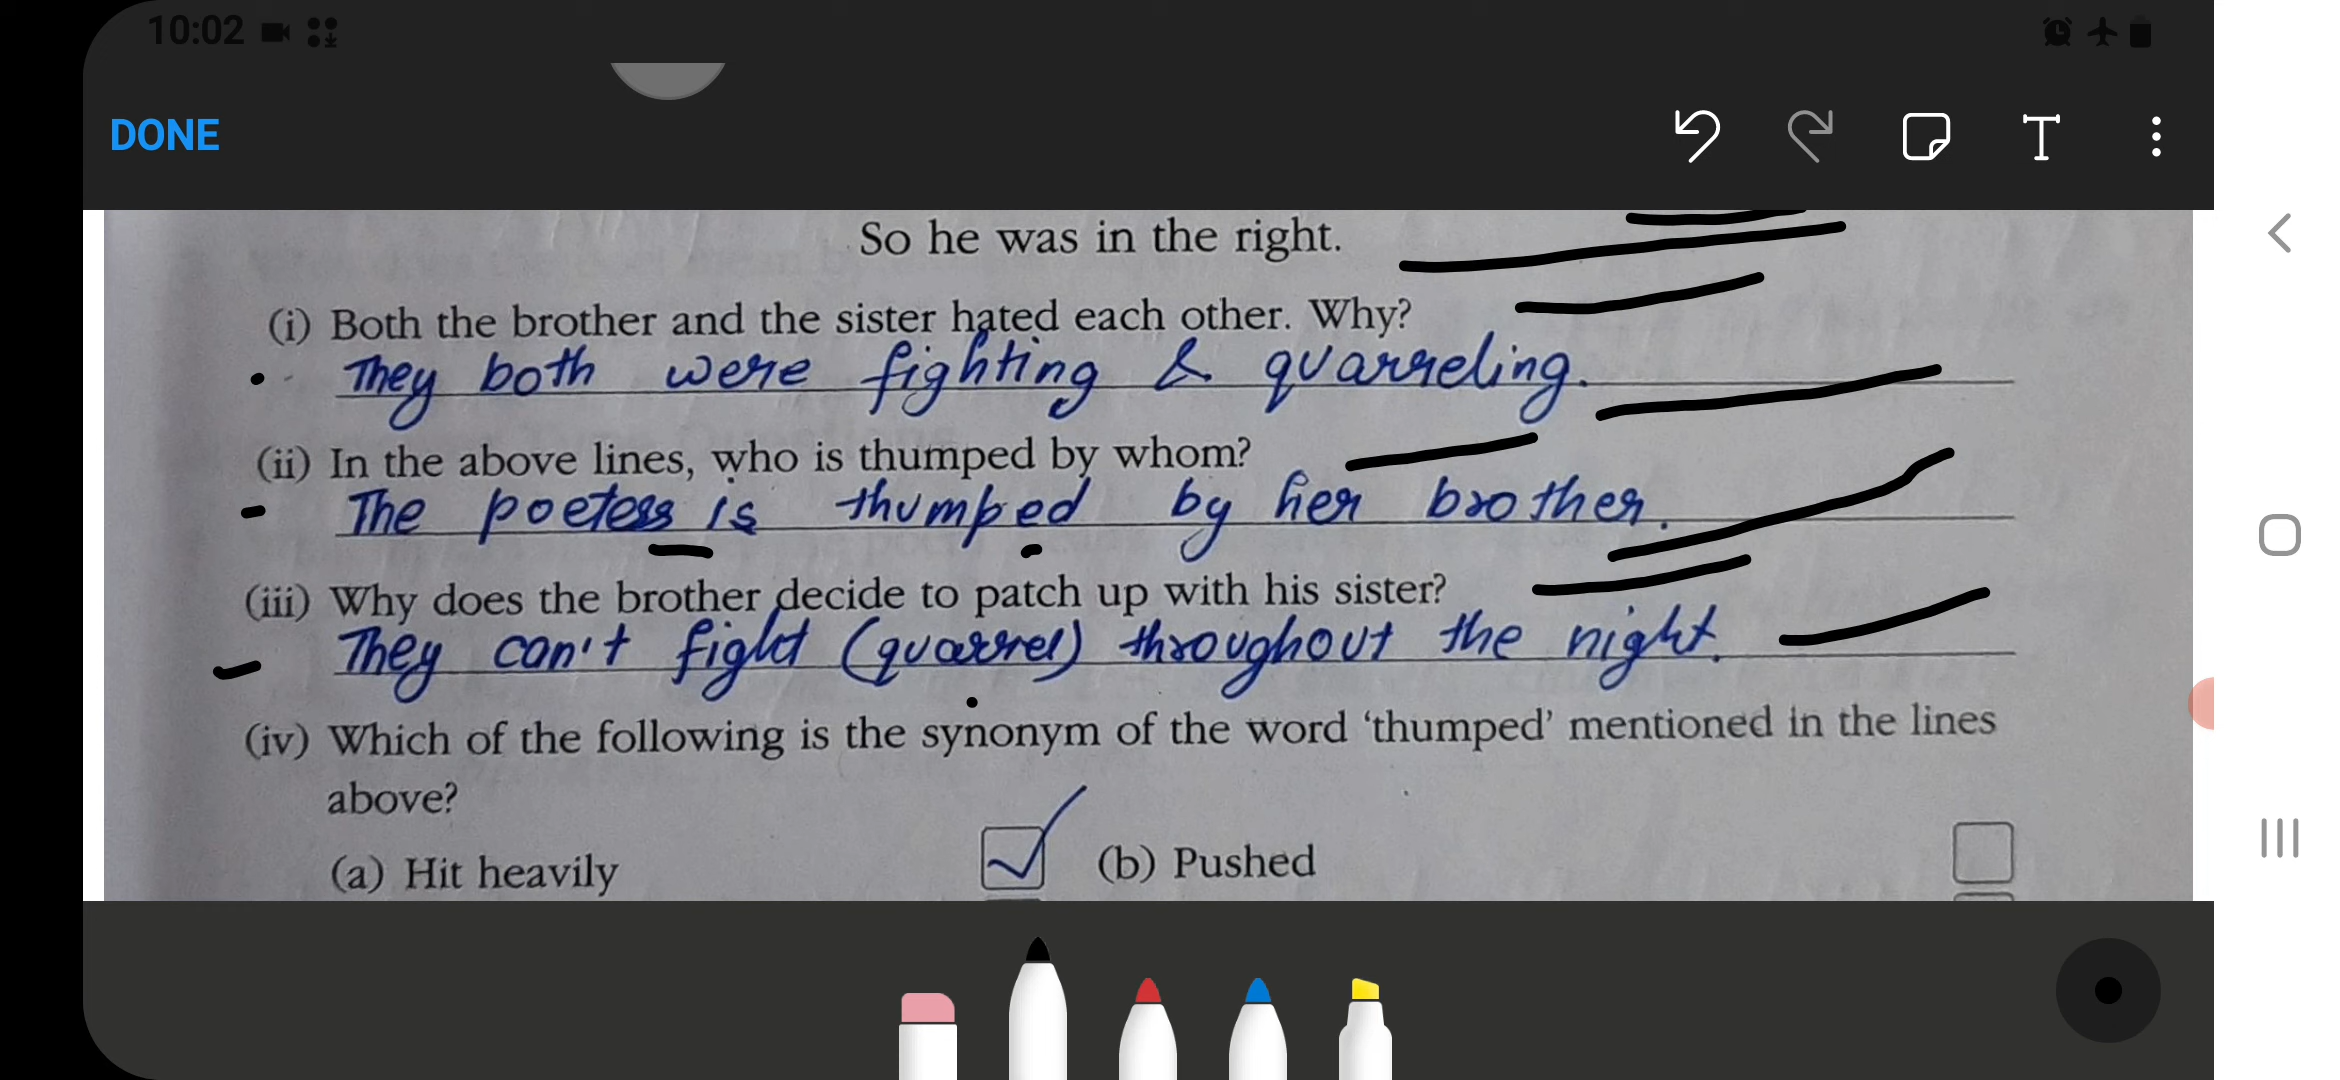 10:02
DONE
T
So he was in the right.
(i) Both the brother and the sister hated each other. Why?
They both were fighting & quarreling.
(ii) In the above lines, who is thumped by whom?
The poetess is thumped by her brother.
(iii) Why does the brother decide to patch up with his sister?
They can't fight (quarrel) throughout the night.
(iv) Which of the following is the synonym of the word ‘thumped’ mentioned in the lines
above?
(a) Hit heavily (b) Pushed